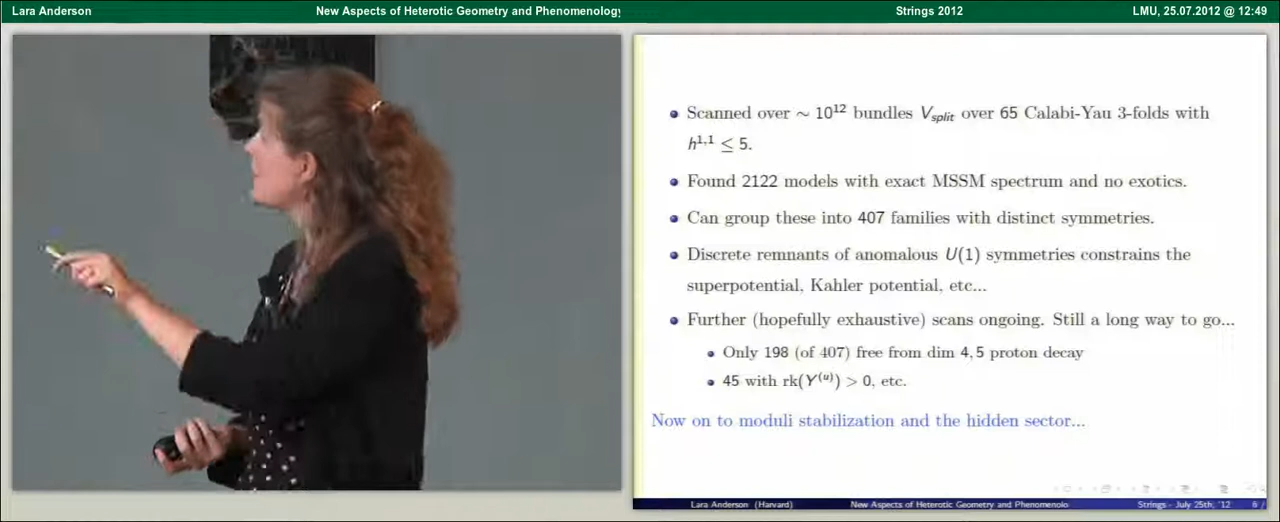 Lara Anderson New Aspects of Heterotic Geometry and Phenomenology Strings 2012 LMU, 25.07.2012 @ 12:49
Scanned over ∼ 10¹² bundles V_split over 65 Calabi-Yau 3-folds with
h¹,¹ ≤ 5.
Found 2122 models with exact MSSM spectrum and no exotics.
Can group these into 407 families with distinct symmetries.
Discrete remnants of anomalous U(1) symmetries constrains the
superpotential, Kahler potential, etc...
Further (hopefully exhaustive) scans ongoing. Still a long way to go...
Only 198 (of 407) free from dim 4, 5 proton decay
45 with rk(Y⁽ᵘ⁾) > 0, etc.
Now on to moduli stabilization and the hidden sector...
Lara Anderson (Harvard) New Aspects of Heterotic Geometry and Phenomenolo Strings - July 25th, '12